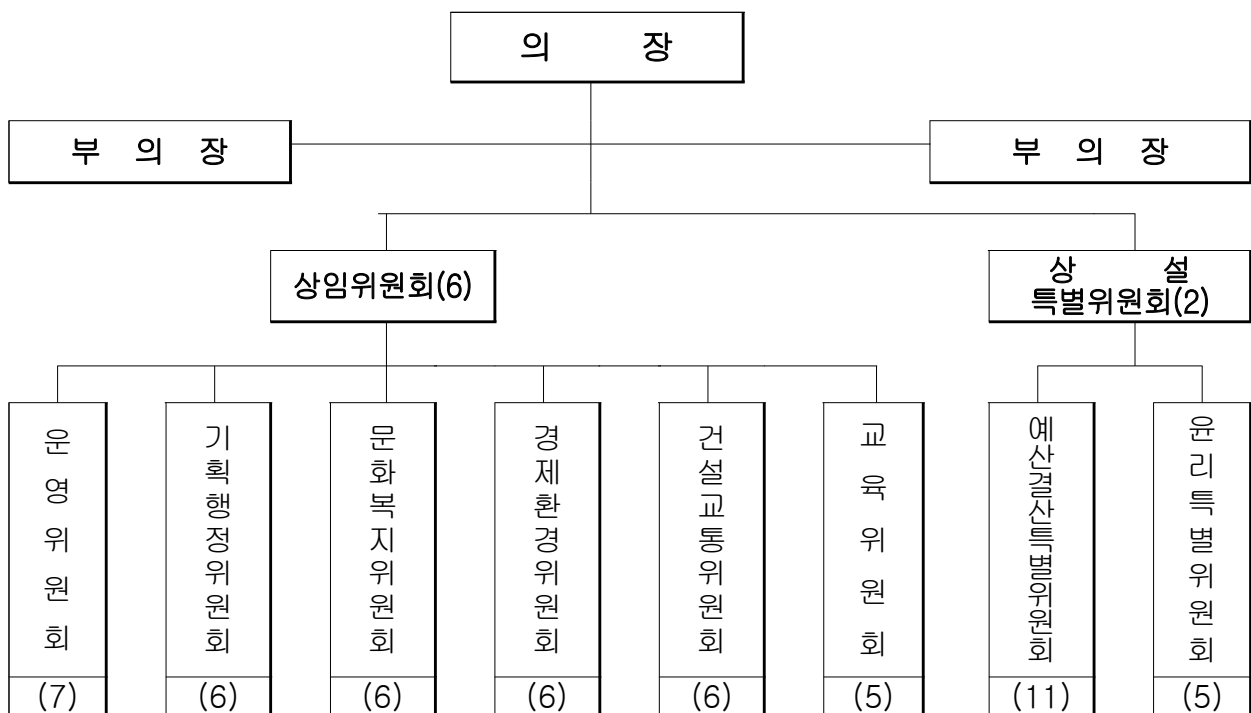 의 장
부 의 장
부 의 장
상임위원회(6)
상 설
특별위원회(2)
운영위원회
기획행정위원회
문화복지위원회
경제환경위원회
건설교통위원회
교육위원회
예산결산특별위원회
윤리특별위원회
(7)
(6)
(6)
(6)
(6)
(5)
(11)
(5)